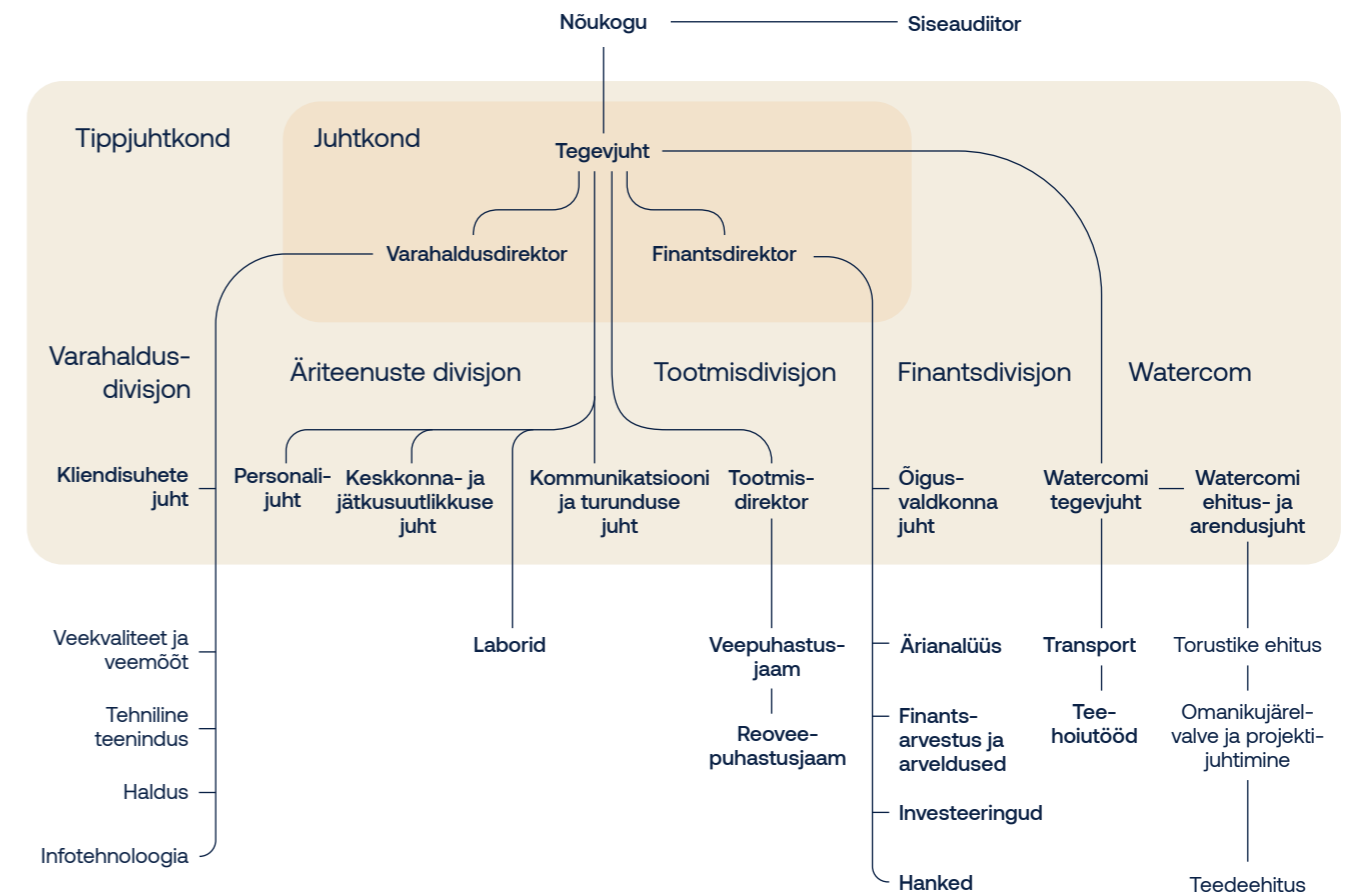 Nõukogu
Siseaudiitor
Tippjuhtkond
Juhtkond
Tegevjuht
Varahaldusdirektor
Finantsdirektor
Varahaldus-
divisjon
Äriteenuste divisjon
Tootmisdivisjon
Finantsdivisjon
Watercom
Kliendisuhete
juht
Personali-
juht
Keskkonna- ja
jätkusuutlikkuse
juht
Kommunikatsiooni
ja turunduse
juht
Tootmis-
direktor
Õigus-
valdkonna
juht
Watercomi
tegevjuht
Watercomi
ehitus- ja
arendusjuht
Veekvaliteet ja
veemõõt
Tehniline
teenindus
Haldus
Infotehnoloogia
Laborid
Veepuhastus-
jaam
Reovee-
puhastusjaam
Ärianalüüs
Finants-
arvestus ja
arveldused
Investeeringud
Hanked
Transport
Tee-
hoiutööd
Torustike ehitus
Omanikujärel-
valve ja projekti-
juhtimine
Teedeehitus